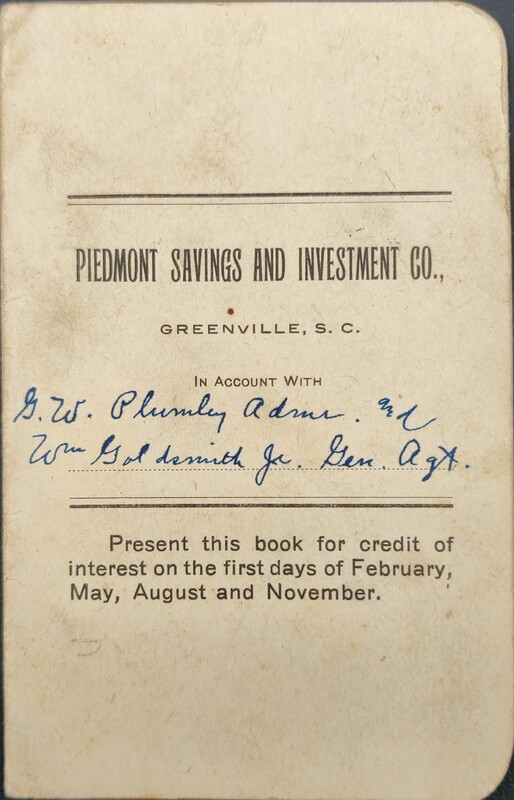 PIEDMONT SAVINGS AND INVESTMENT CO.,
GREENVILLE, S. C.
IN ACCOUNT WITH
G. W. Plumley Admr. and
Wm Goldsmith Jr. Gen. Agt.
Present this book for credit of
interest on the first days of February,
May, August and November.